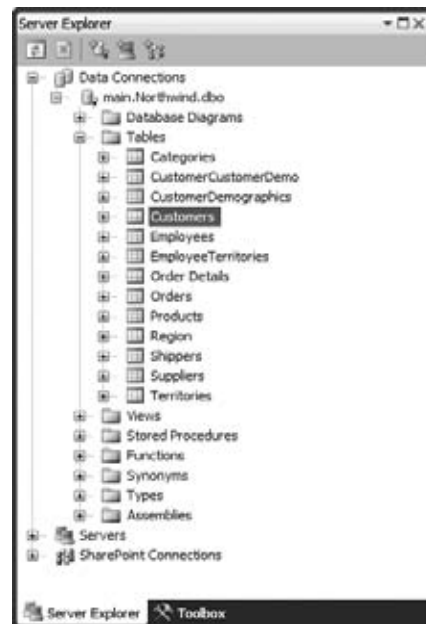 Server Explorer
Data Connections
main.Northwind.dbo
Database Diagrams
Tables
Categories
CustomerCustomerDemo
CustomerDemographics
Customers
Employees
EmployeeTerritories
Order Details
Orders
Products
Region
Shippers
Suppliers
Territories
Views
Stored Procedures
Functions
Synonyms
Types
Assemblies
Servers
SharePoint Connections
Server Explorer Toolbox